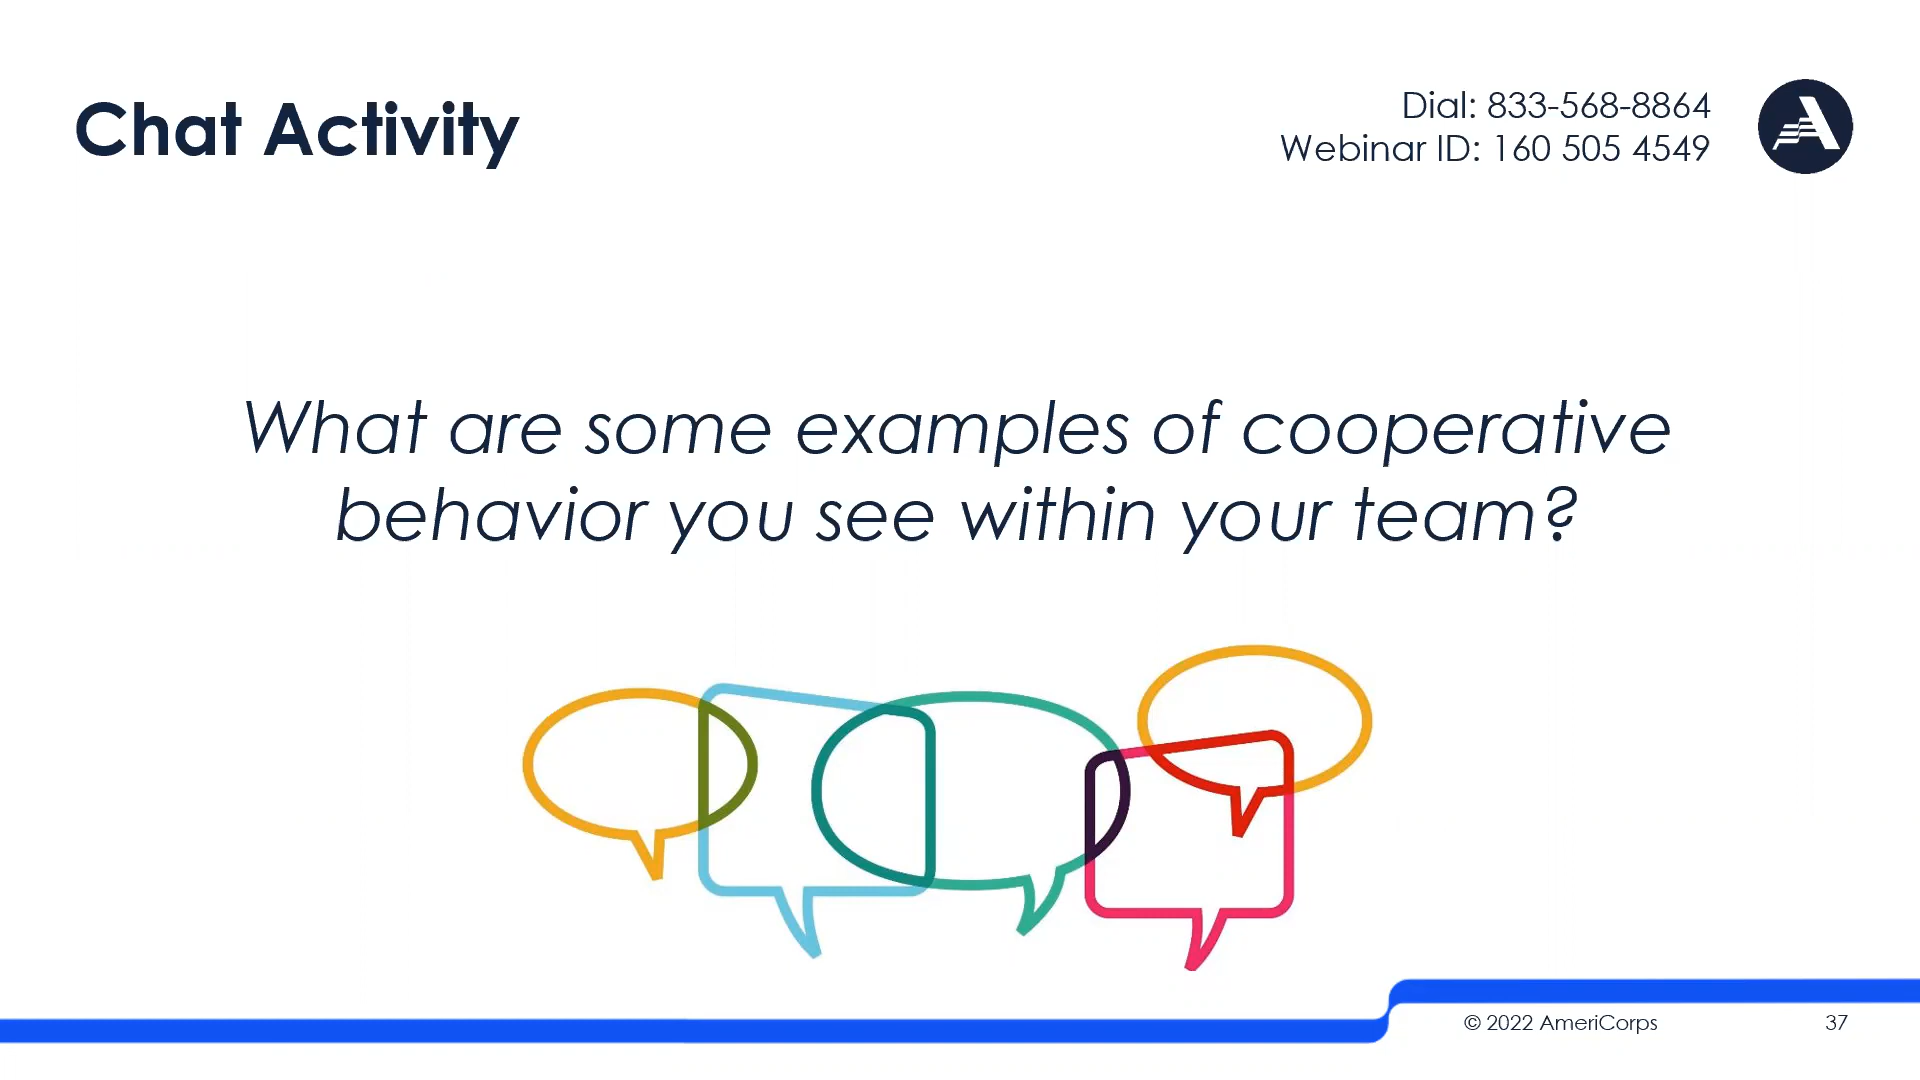 Chat Activity
Dial: 833-568-8864
Webinar ID: 160 505 4549
What are some examples of cooperative
behavior you see within your team?
© 2022 AmeriCorps
37